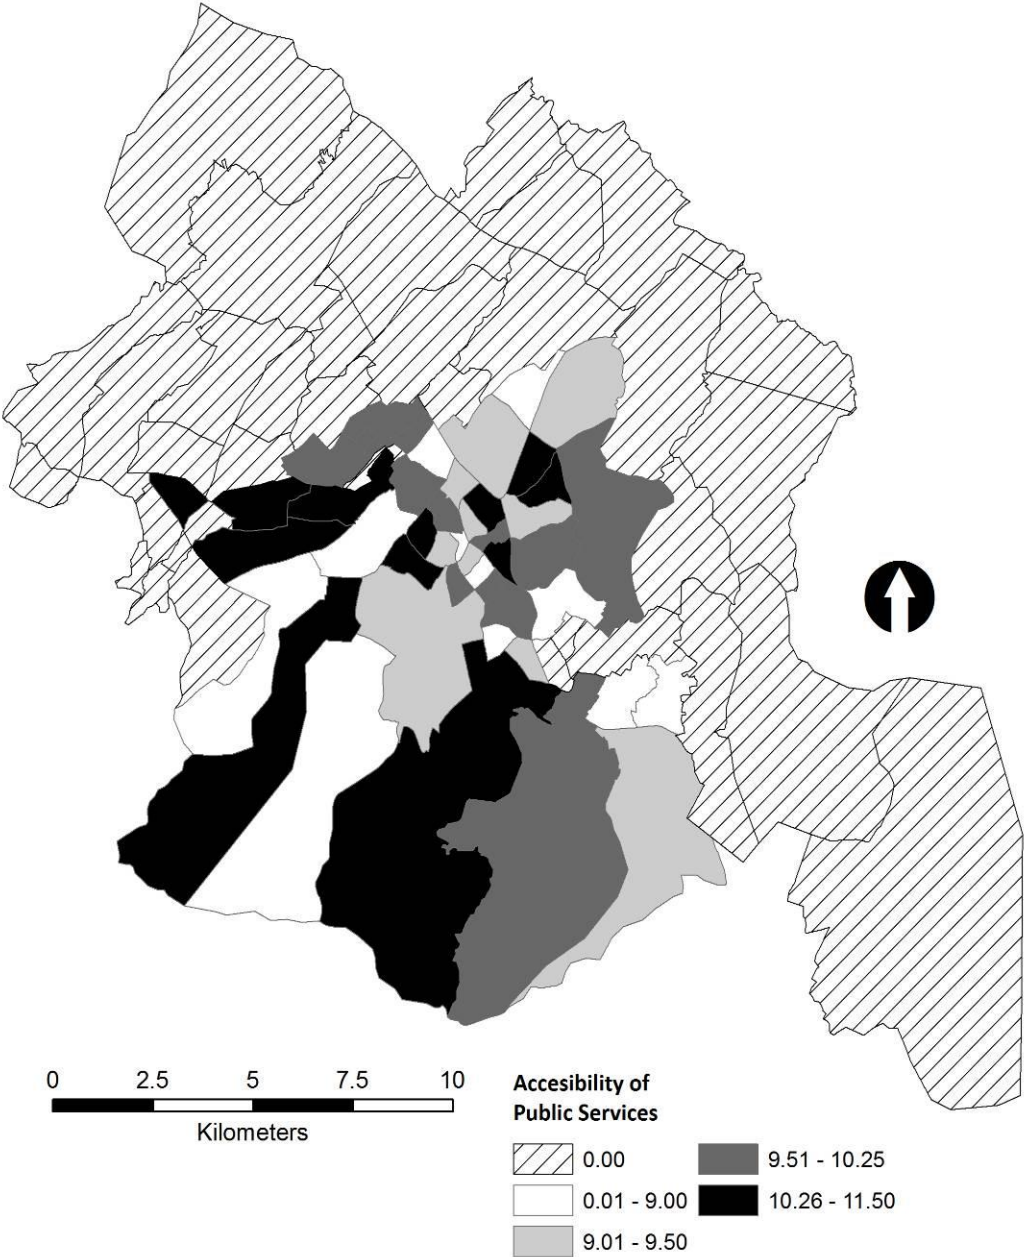 0 2.5 5 7.5 10
Kilometers
Accesibility of
Public Services
0.00
0.01 - 9.00
9.01 - 9.50
9.51 - 10.25
10.26 - 11.50